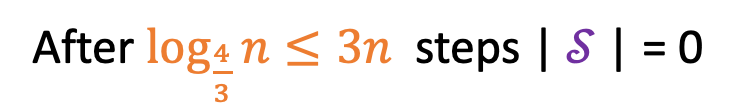 After log_{4/3} n ≤ 3n steps | 𝒮 | = 0